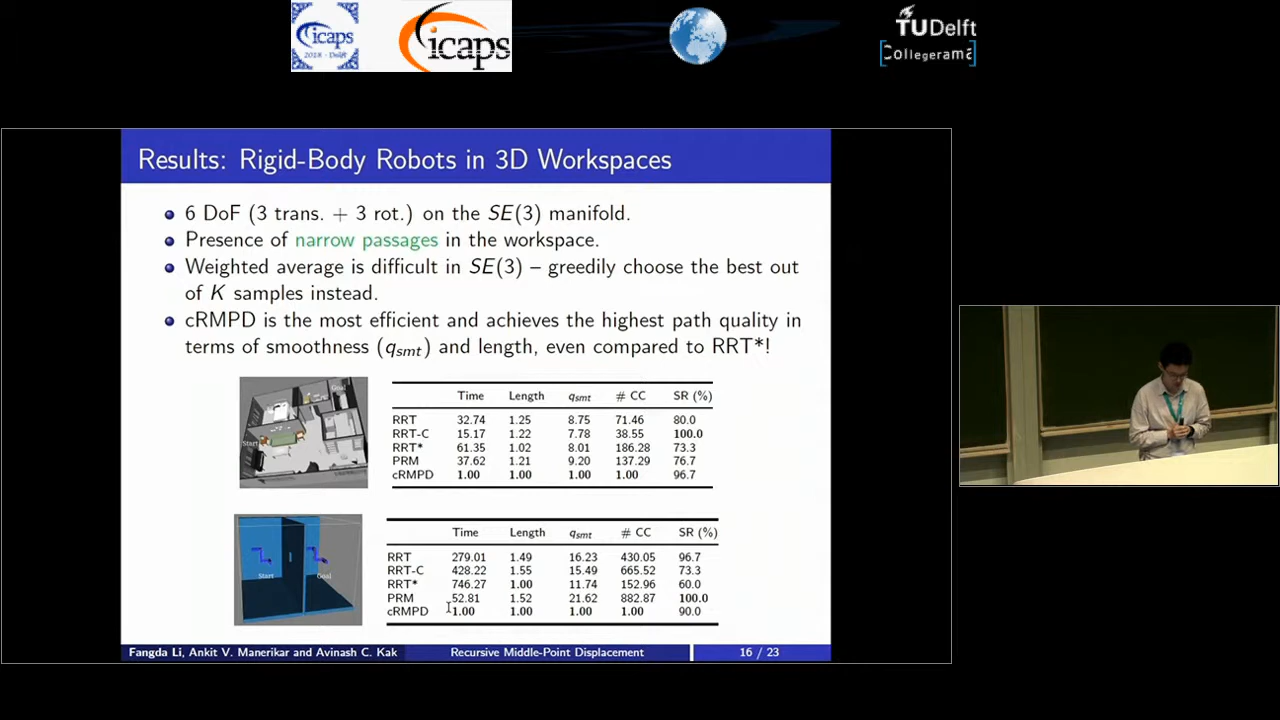 icaps
2018 - Delft
icaps
TU Delft
Collegerama
Results: Rigid-Body Robots in 3D Workspaces
6 DoF (3 trans. + 3 rot.) on the SE(3) manifold.
Presence of narrow passages in the workspace.
Weighted average is difficult in SE(3) – greedily choose the best out
of K samples instead.
cRMPD is the most efficient and achieves the highest path quality in
terms of smoothness (qsmt) and length, even compared to RRT*!
Start
Goal
Time Length qsmt # CC SR (%)
RRT 32.74 1.25 8.75 71.46 80.0
RRT-C 15.17 1.22 7.78 38.55 100.0
RRT* 61.35 1.02 8.01 186.28 73.3
PRM 37.62 1.21 9.20 137.29 76.7
cRMPD 1.00 1.00 1.00 1.00 96.7
Start
Goal
Time Length qsmt # CC SR (%)
RRT 279.01 1.49 16.23 430.05 96.7
RRT-C 428.22 1.55 15.49 665.52 73.3
RRT* 746.27 1.00 11.74 152.96 60.0
PRM 52.81 1.52 21.62 882.87 100.0
cRMPD 1.00 1.00 1.00 1.00 90.0
Fangda Li, Ankit V. Manerikar and Avinash C. Kak
Recursive Middle-Point Displacement
16 / 23